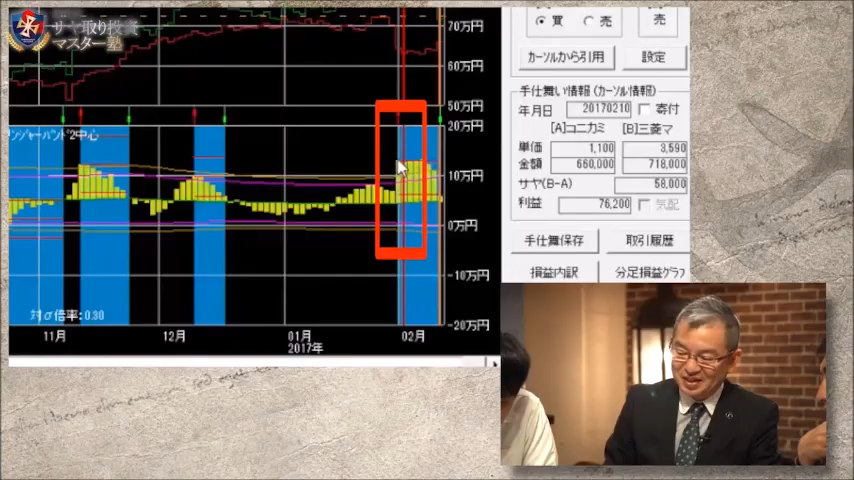 サヤ取り投資
マスター塾
70万円
60万円
50万円
20万円
10万円
0万円
-10万円
-20万円
ンジャーバンド2中心
対σ倍率:0.30
11月
12月
01月
02月
2017年
買
売
売
カーソルから引用
設定
手仕舞い情報(カーソル情報)
年月日
20170210
寄付
[A]コニカミ
[B]三菱マ
単価
1,100
3,590
金額
660,000
718,000
サヤ(B-A)
58,000
利益
76,200
気配
手仕舞保存
取引履歴
損益内訳
分足損益グラフ